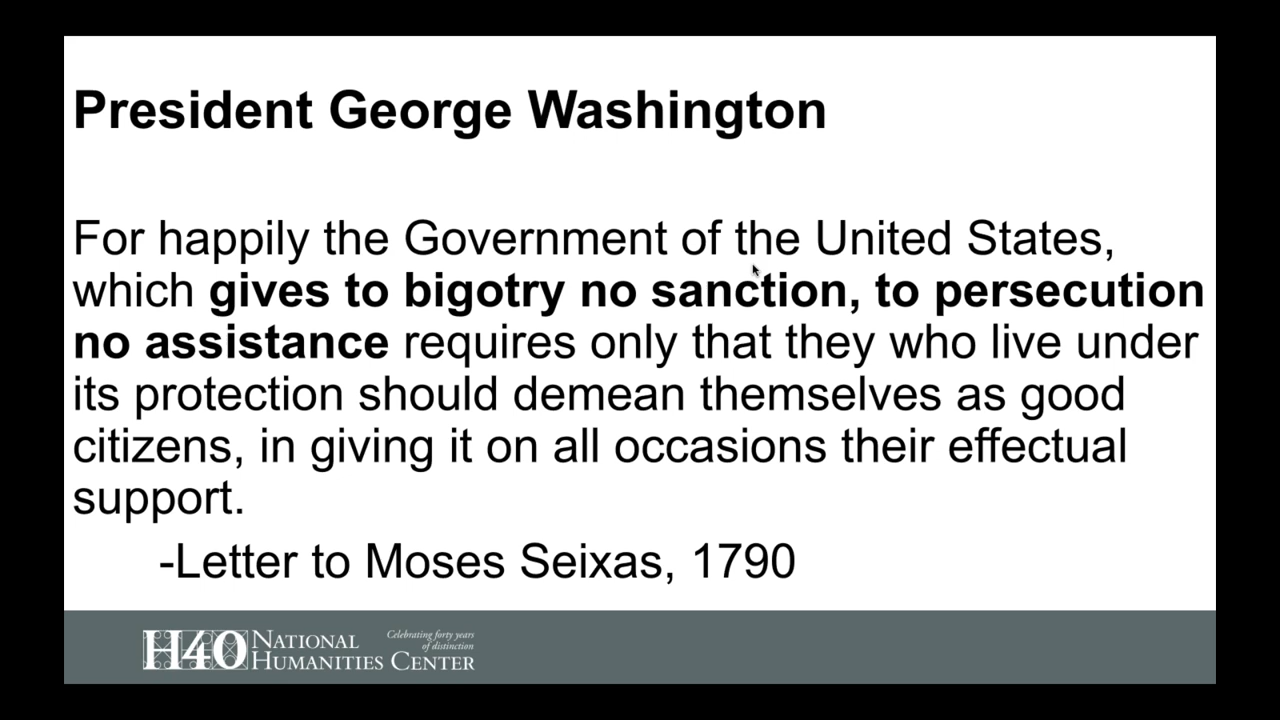 President George Washington
For happily the Government of the United States,
which gives to bigotry no sanction, to persecution
no assistance requires only that they who live under
its protection should demean themselves as good
citizens, in giving it on all occasions their effectual
support.
-Letter to Moses Seixas, 1790
H40 NATIONAL HUMANITIES CENTER
Celebrating forty years
of distinction